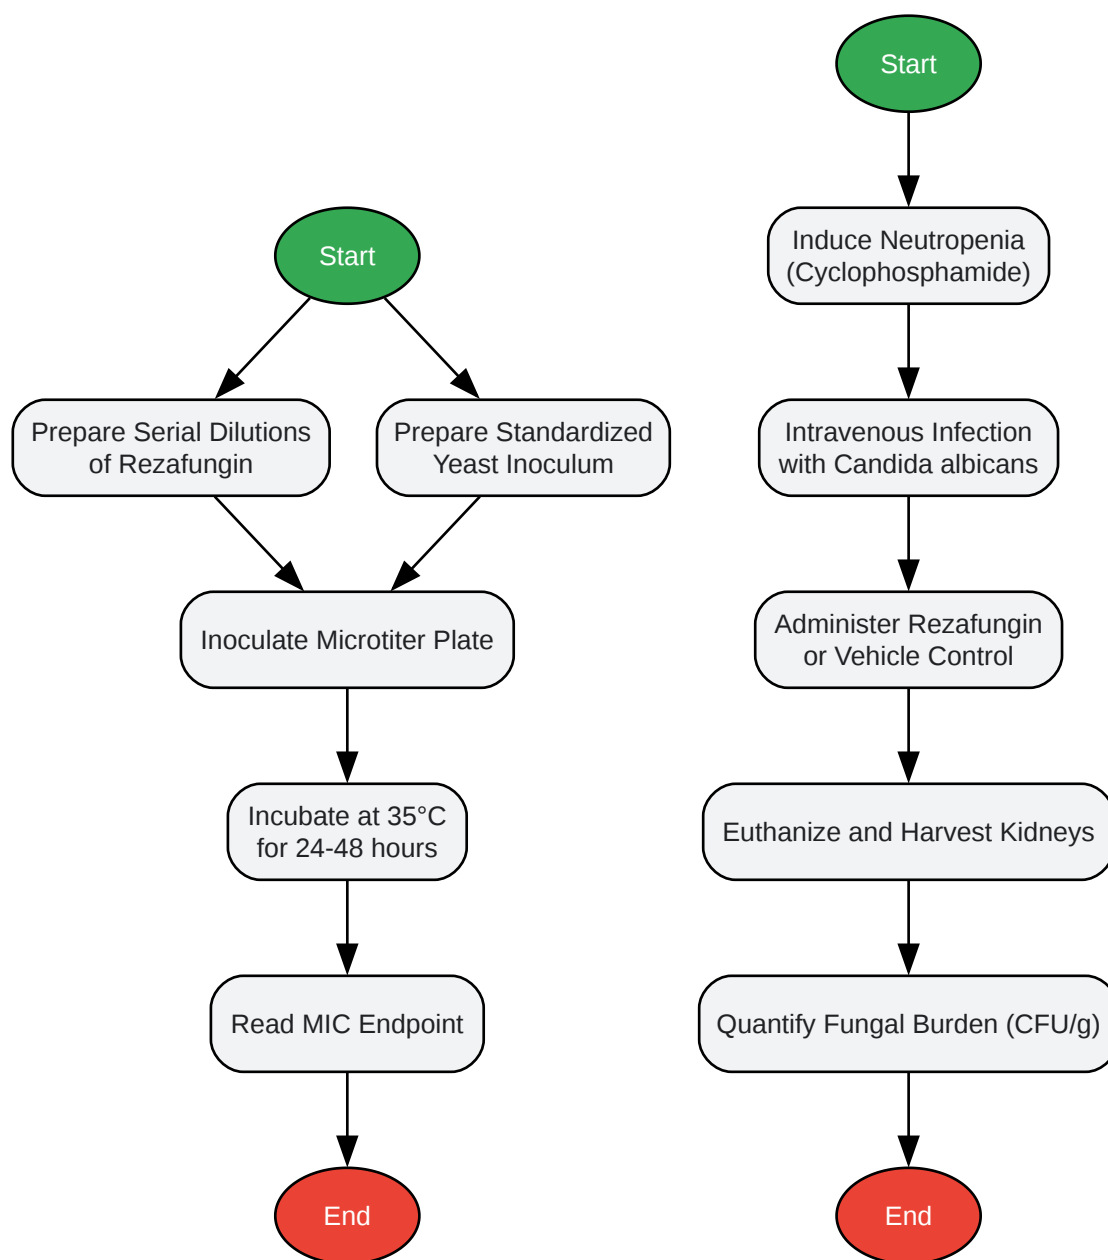 Start
Prepare Serial Dilutions
of Rezafungin
Prepare Standardized
Yeast Inoculum
Inoculate Microtiter Plate
Incubate at 35°C
for 24-48 hours
Read MIC Endpoint
End
Start
Induce Neutropenia
(Cyclophosphamide)
Intravenous Infection
with Candida albicans
Administer Rezafungin
or Vehicle Control
Euthanize and Harvest Kidneys
Quantify Fungal Burden (CFU/g)
End